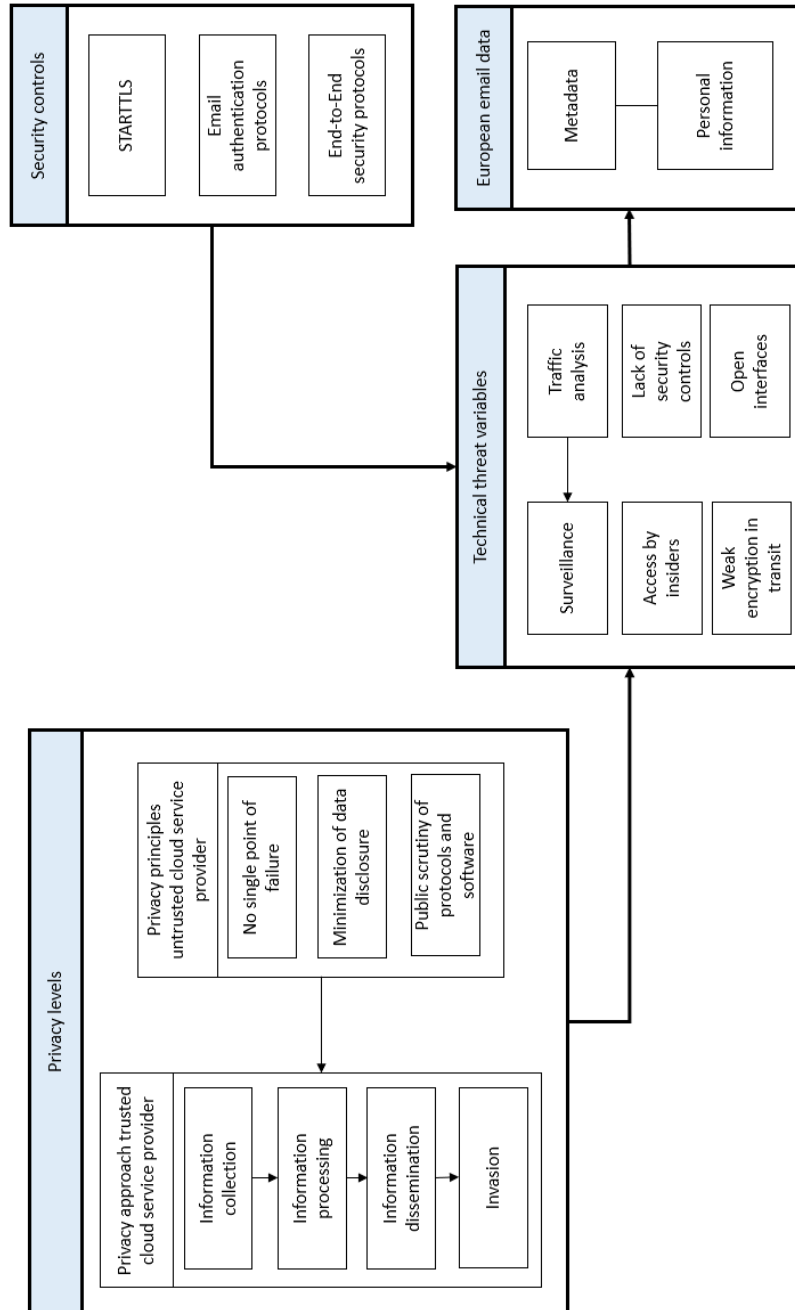 Privacy levels
Privacy approach trusted
cloud service provider
Information
collection
Information
processing
Information
dissemination
Invasion
Privacy principles
untrusted cloud service
provider
No single point of
failure
Minimization of data
disclosure
Public scrutiny of
protocols and
software
Security controls
STARTTLS
Email
authentication
protocols
End-to-End
security protocols
Technical threat variables
Surveillance
Traffic
analysis
Access by
insiders
Lack of
security
controls
Weak
encryption in
transit
Open
interfaces
European email data
Metadata
Personal
information